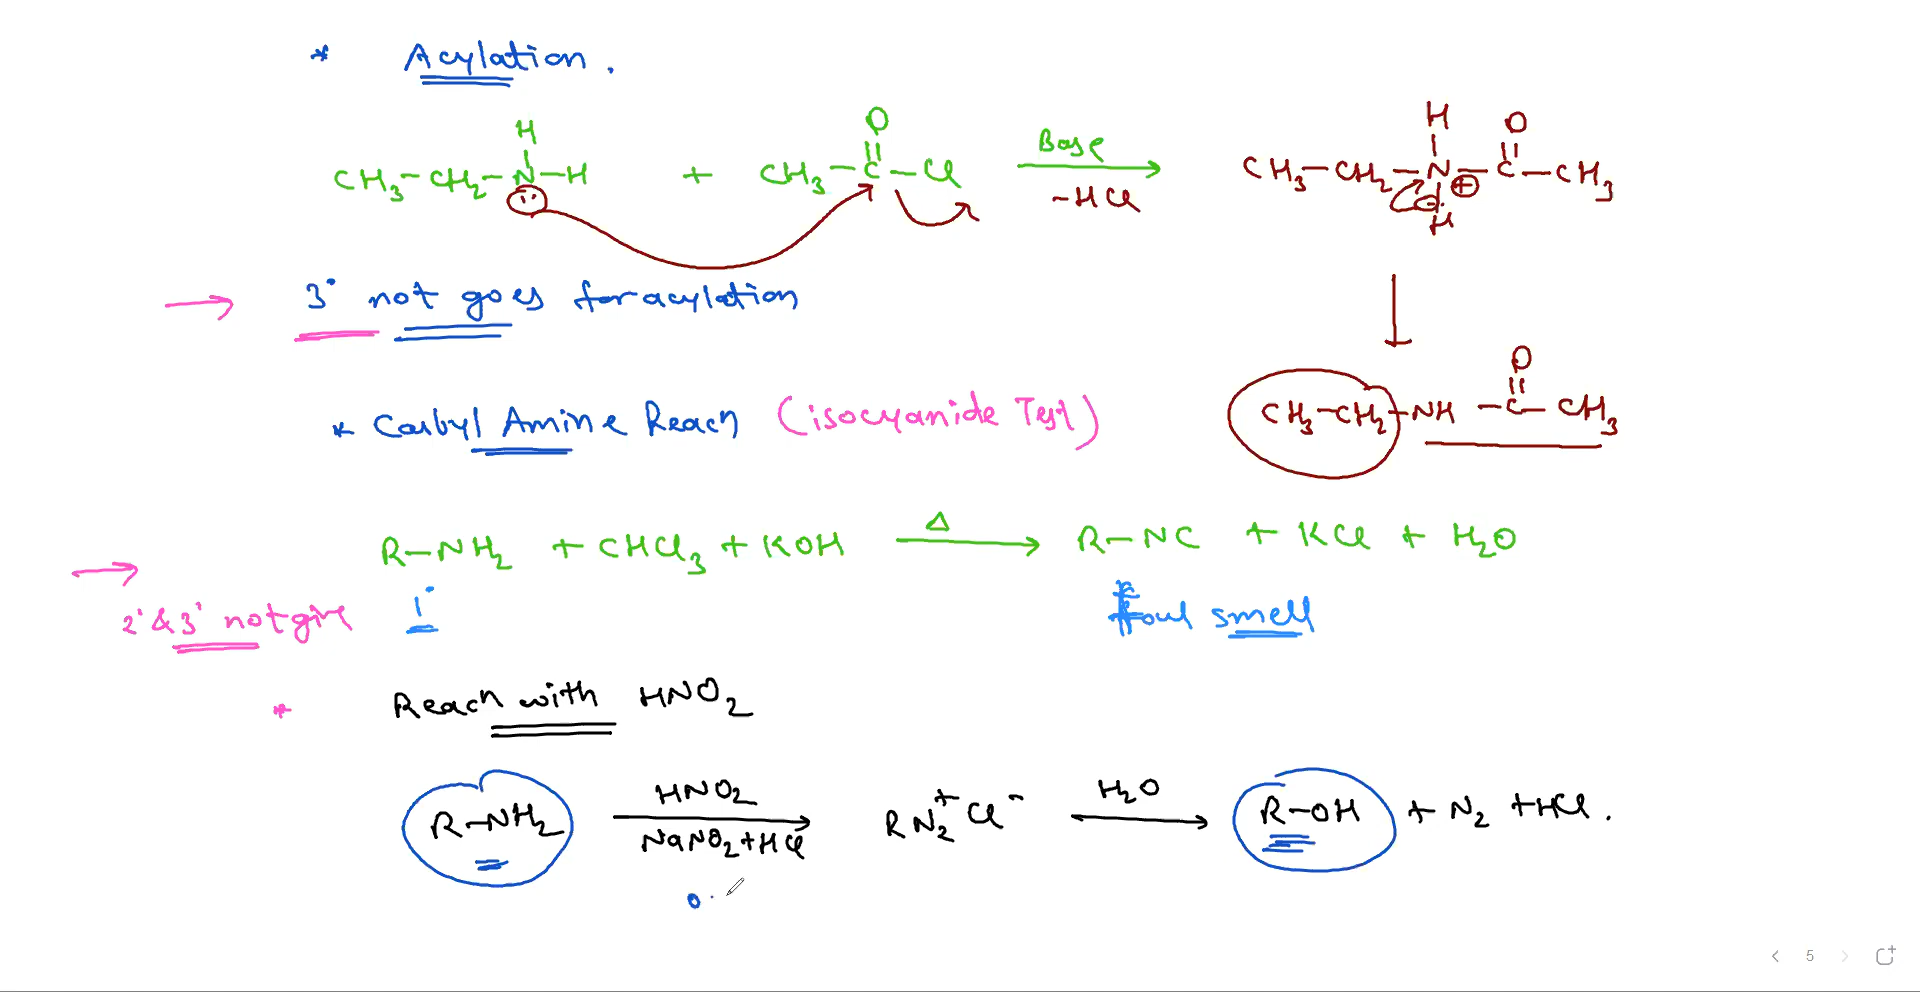 * Acylation.
H
O
CH3-CH2-N-H + CH3-C-Cl Base -HCl
H
O
CH3-CH2-N-C-CH3
⊕
H
3° not goes for acylation
O
CH3-CH2-NH-C-CH3
* Carbyl Amine Reacn (isocyanide Test)
R-NH2 + CHCl3 + KOH Δ R-NC + KCl + H2O
2° & 3° not give 1° foul smell
* Reacn with HNO2
R-NH2 HNO2 NaNO2+HCl RN2+Cl- H2O R-OH + N2 + HCl.
0
5